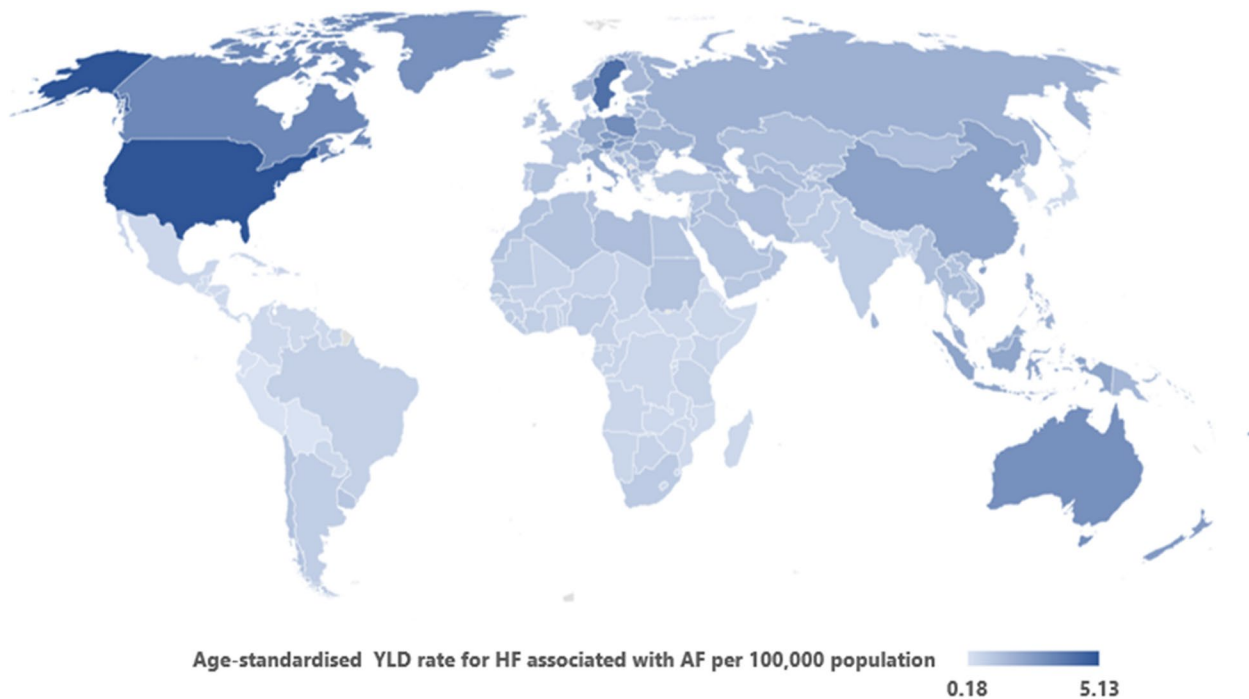 Age-standardised YLD rate for HF associated with AF per 100,000 population
0.18 5.13